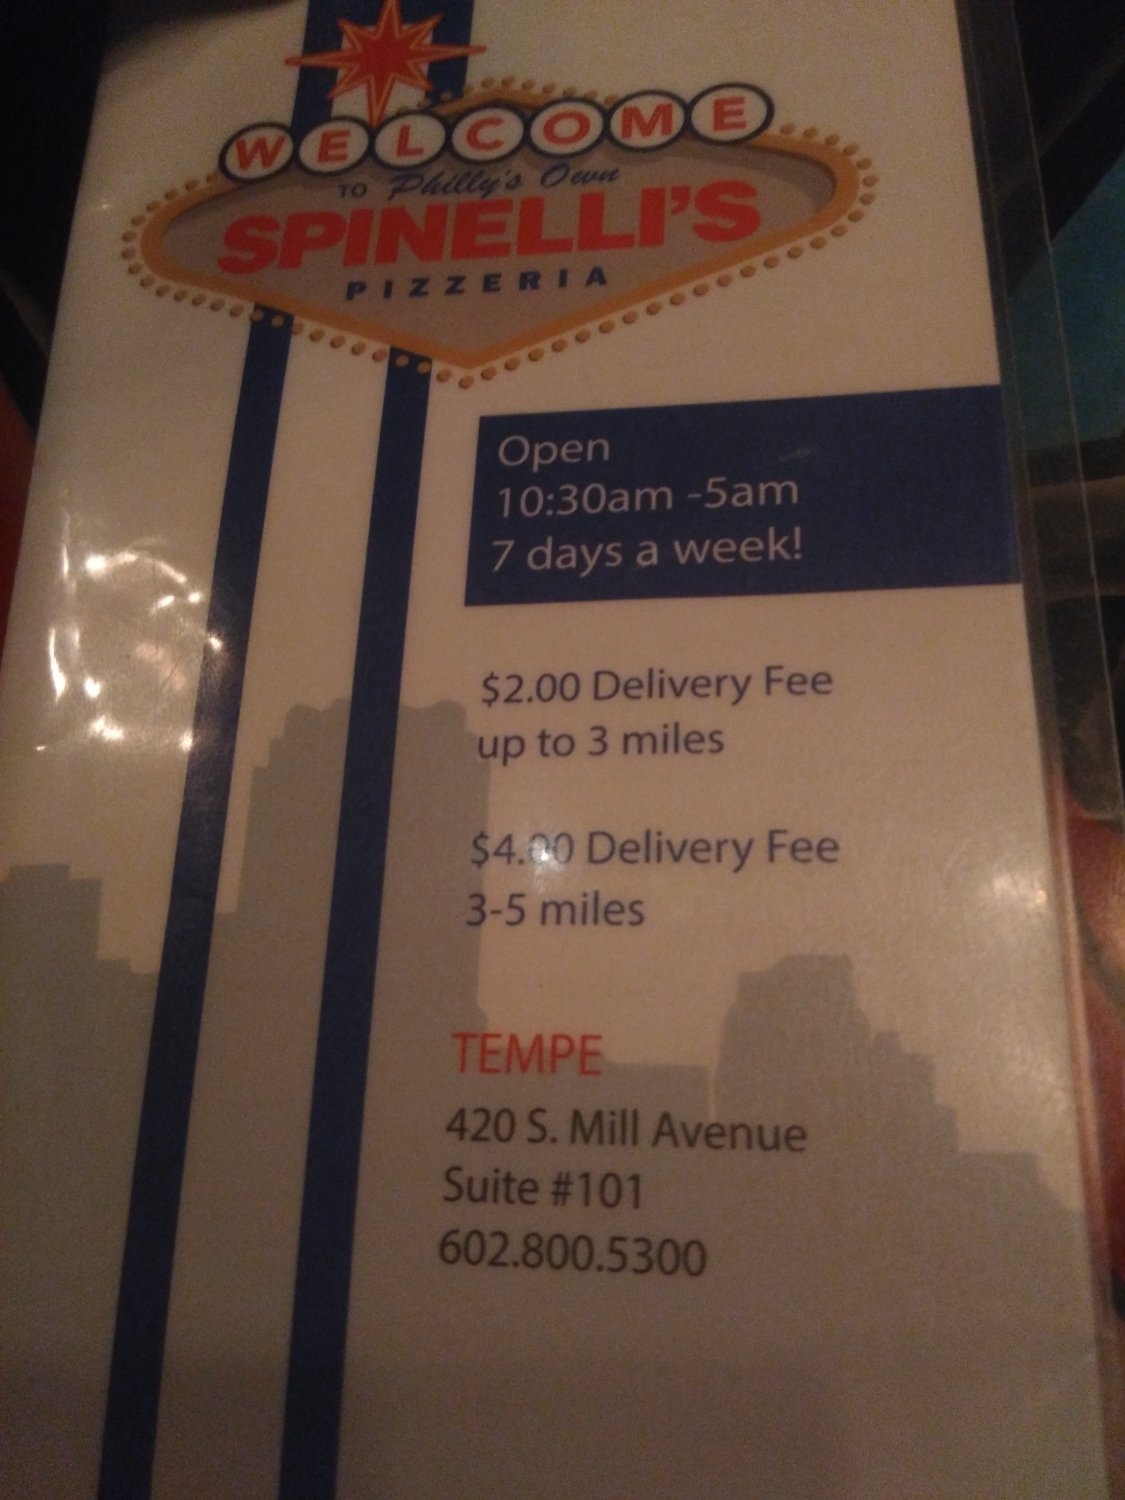 WELCOME
TO Philly's Own
SPINELLI'S
PIZZERIA
Open
10:30am -5am
7 days a week!
$2.00 Delivery Fee
up to 3 miles
$4.00 Delivery Fee
3-5 miles
TEMPE
420 S. Mill Avenue
Suite #101
602.800.5300